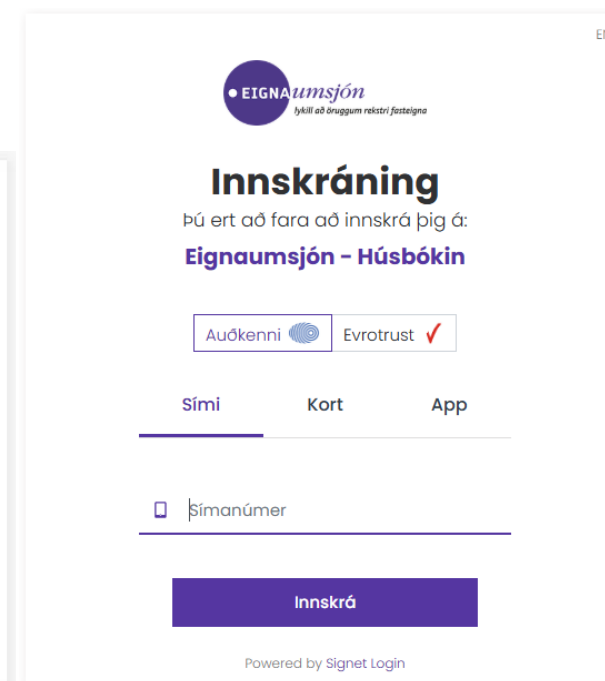 EN
EIGNAumsjón
lykill að öruggum rekstri fasteigna
Innskráning
Þú ert að fara að innskrá þig á:
Eignaumsjón - Húsbókin
Auðkenni Evrotrust
Sími Kort App
Símanúmer
Innskrá
Powered by Signet Login